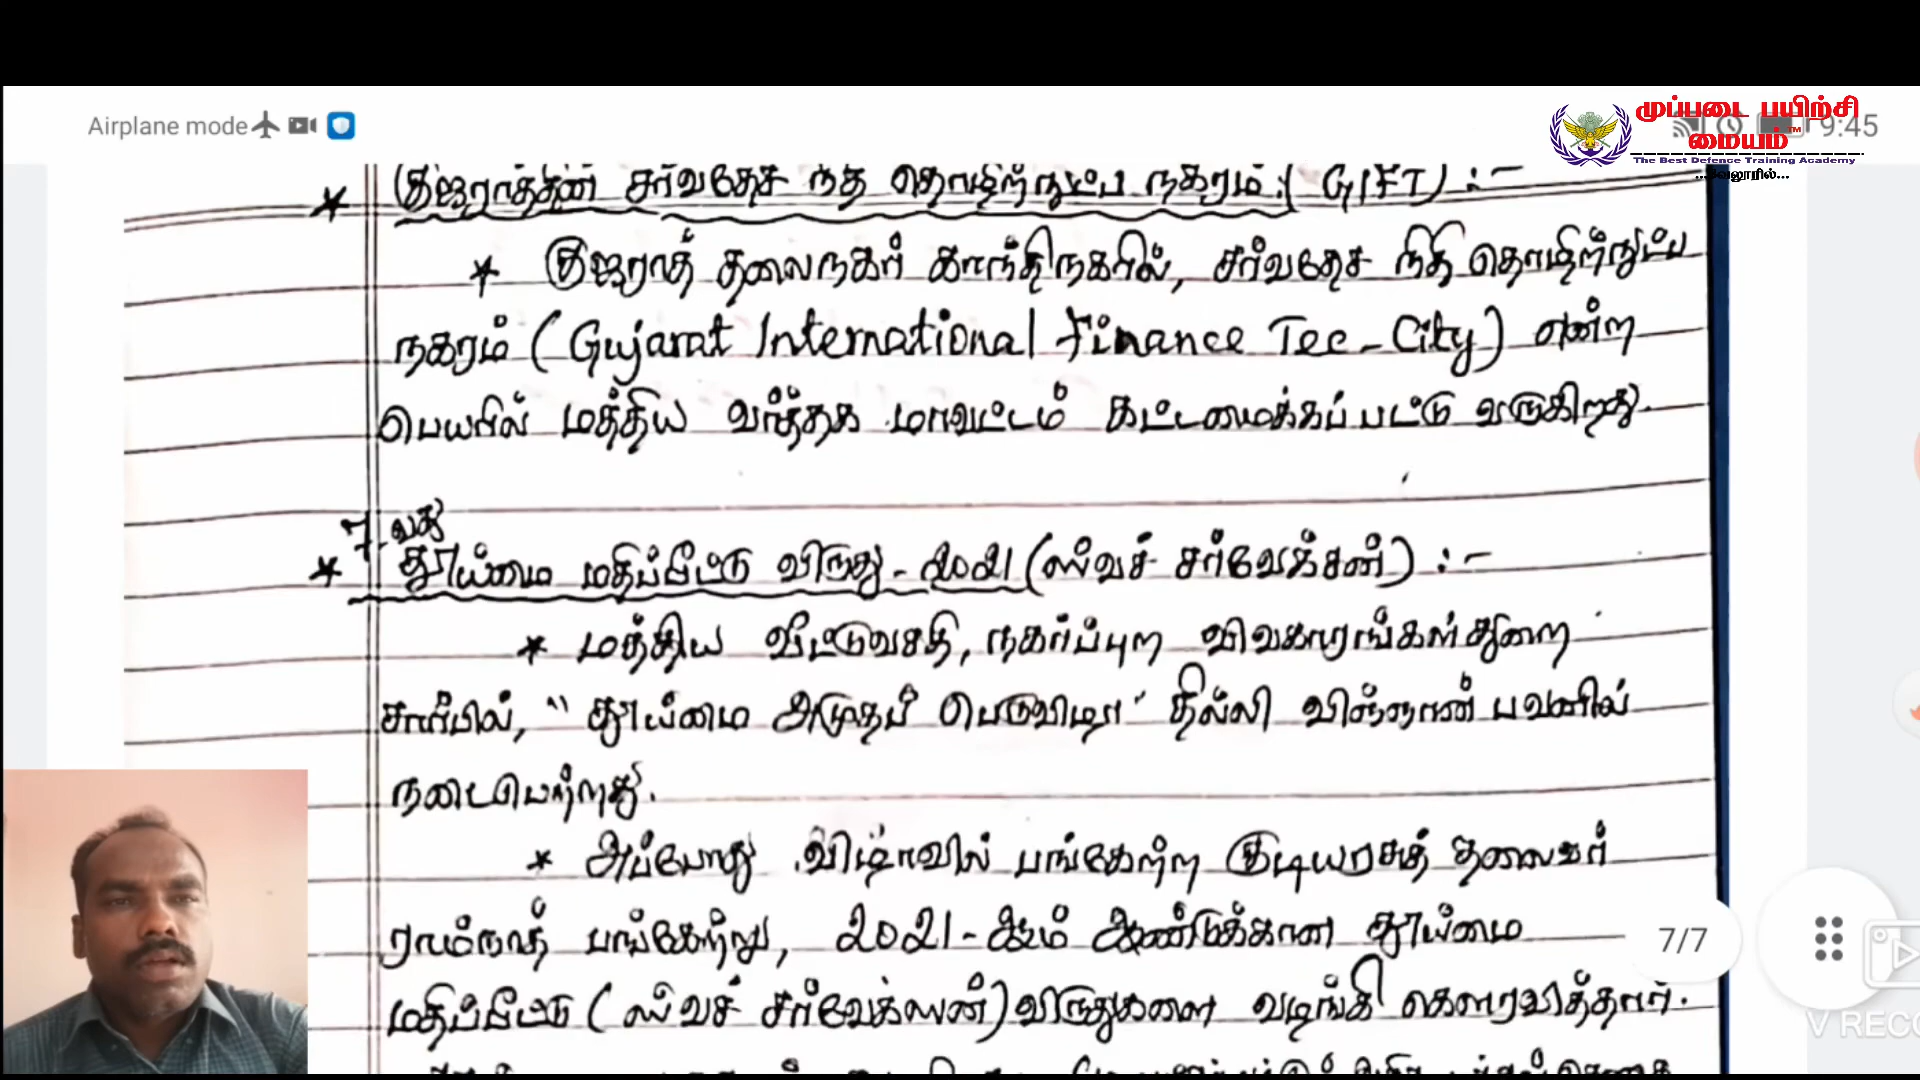 Airplane mode
முப்படை பயிற்சி
மையம்™
9:45
The Best Defence Training Academy
...வேலூரில்...
* குஜராத்தின் சர்வதேச நித தொழிற்நுட்ப நகரம் :( GIFT) :-
* குஜராத் தலைநகர் காந்திநகரில், சர்வதேச நிதி தொழிற்நுட்ப
நகரம் ( Gujarat International Finance Tec-City) என்ற
பெயரில் மத்திய வர்த்தக மாவட்டம் கட்டமைக்கப்பட்டு வருகிறது.
7-வது
* தூய்மை மதிப்பீட்டு விருது - 2021 (ஸ்வச் சர்வேக்சன்) :-
* மத்திய வீட்டுவசதி, நகர்ப்புற விவகாரங்கள்துறை
சார்பில், " தூய்மை அமுதப் பெருவிழா' தில்லி விஞ்ஞான் பவனில்
நடைபெற்றது.
* அப்போது விழாவில் பங்கேற்ற குடியரசுத் தலைவர்
ராம்நாத் பங்கேற்று, 2021-ஆம் ஆண்டுக்கான தூய்மை
மதிப்பீட்டு ( ஸ்வச் சர்வேக்ஷன்) விருதுகளை வழங்கி கௌரவித்தார்.
7/7
V RECO